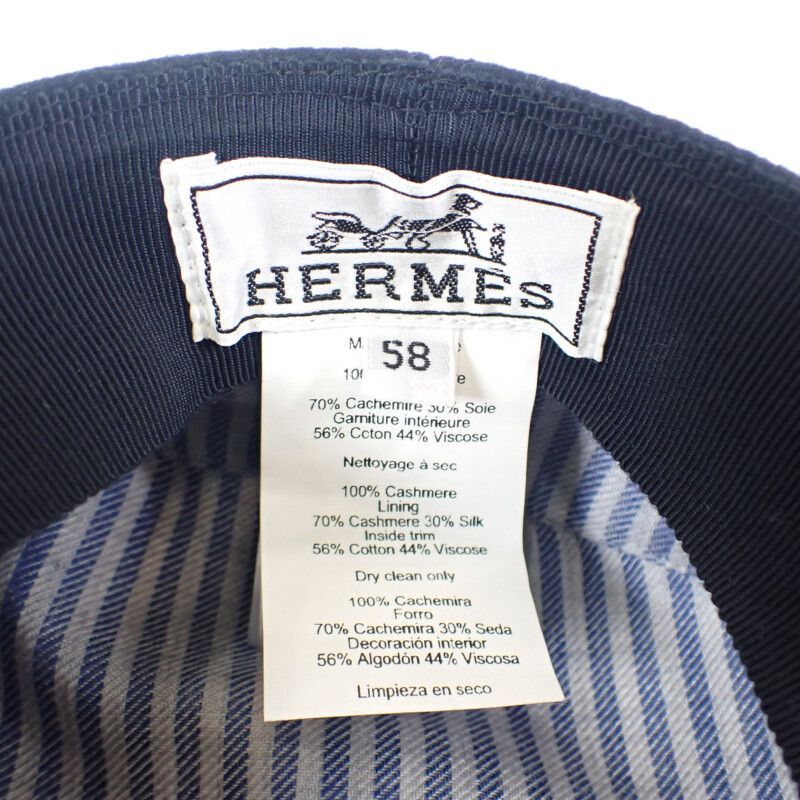 HERMES
58
70% Cachemire 30% Soie
Garniture intérieure
56% Coton 44% Viscose
Nettoyage à sec
100% Cashmere
Lining
70% Cashmere 30% Silk
Inside trim
56% Cotton 44% Viscose
Dry clean only
100% Cachemira
Forro
70% Cachemira 30% Seda
Decoración interior
56% Algodón 44% Viscosa
Limpieza en seco